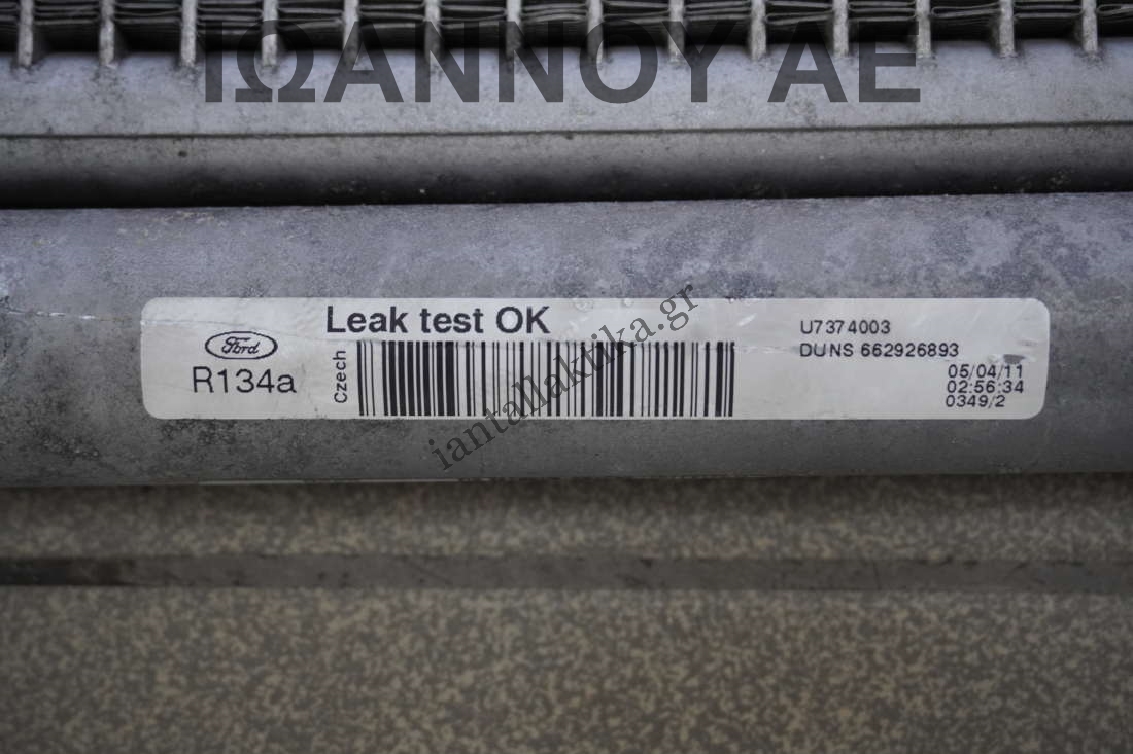 ΙΩΑΝΝΟΥ ΑΕ
Leak test OK
Ford
R134a
Czech
U7374003
DUNS 662926893
05/04/11
02:56:34
0349/2
iantallaktika.gr